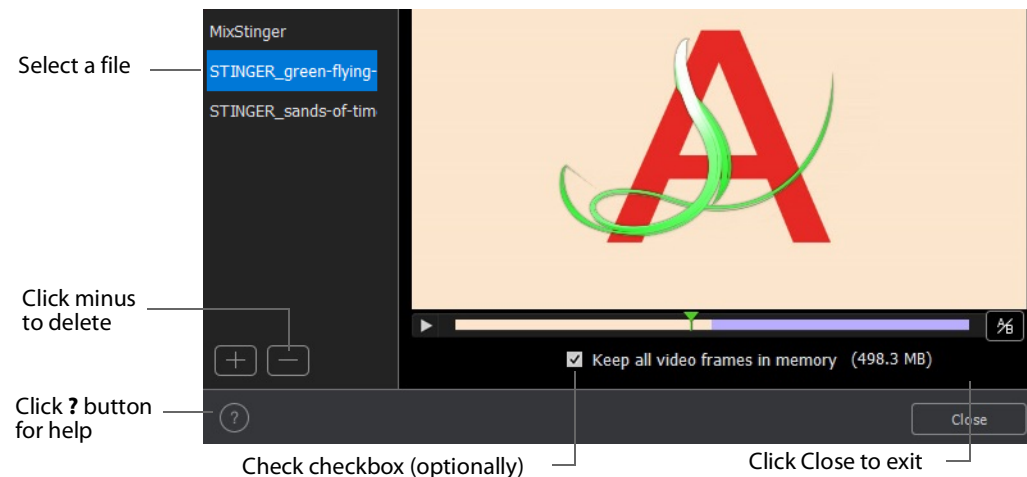 MixStinger
Select a file
STINGER_green-flying-
STINGER_sands-of-tim
A
Click minus
to delete
A/B
Keep all video frames in memory (498.3 MB)
Click ? button
for help
?
Close
Check checkbox (optionally)
Click Close to exit